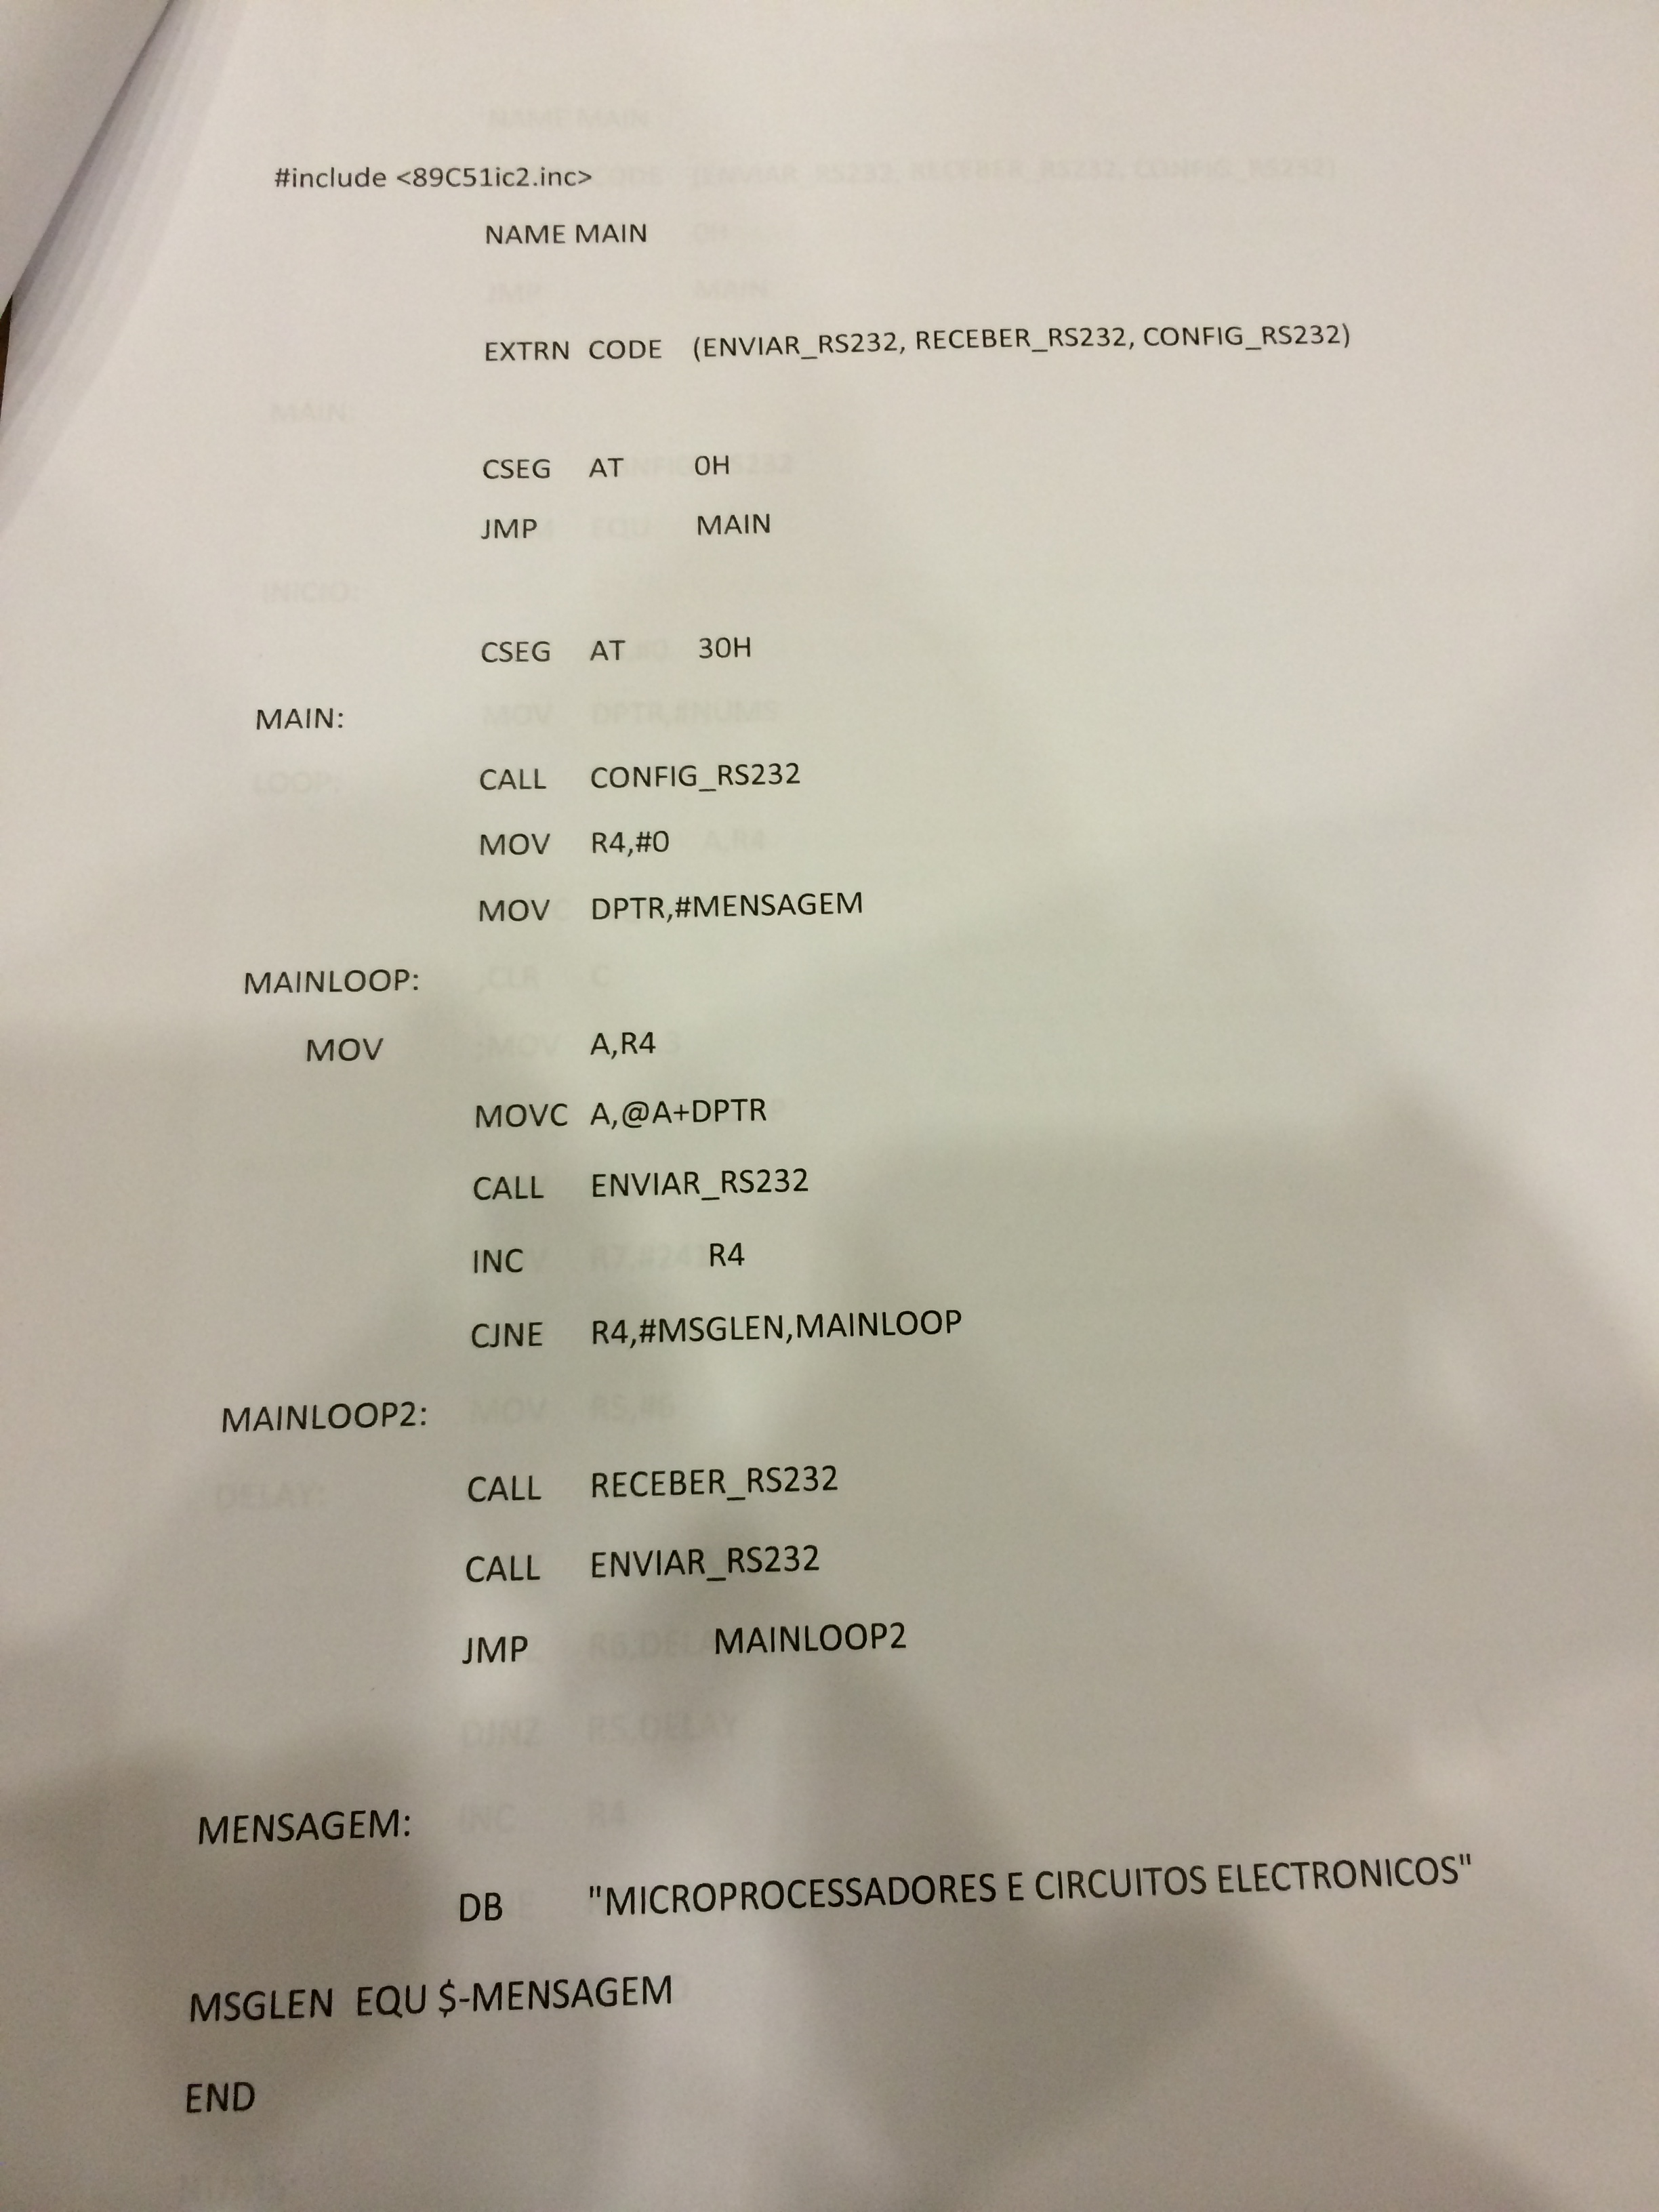 #include <89C51ic2.inc>
NAME MAIN
EXTRN CODE (ENVIAR_RS232, RECEBER_RS232, CONFIG_RS232)
CSEG AT 0H
JMP MAIN
CSEG AT 30H
MAIN:
CALL CONFIG_RS232
MOV R4,#0
MOV DPTR,#MENSAGEM
MAINLOOP:
MOV A,R4
MOVC A,@A+DPTR
CALL ENVIAR_RS232
INC R4
CJNE R4,#MSGLEN,MAINLOOP
MAINLOOP2:
CALL RECEBER_RS232
CALL ENVIAR_RS232
JMP MAINLOOP2
MENSAGEM:
DB "MICROPROCESSADORES E CIRCUITOS ELECTRONICOS"
MSGLEN EQU $-MENSAGEM
END